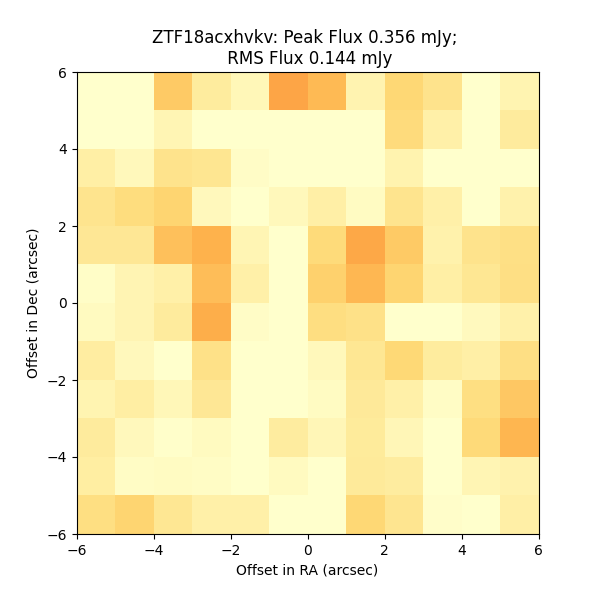 ZTF18acxhvkv: Peak Flux 0.356 mJy;
RMS Flux 0.144 mJy
6
4
2
0
−2
−4
−6
Offset in Dec (arcsec)
−6 −4 −2 0 2 4 6
Offset in RA (arcsec)